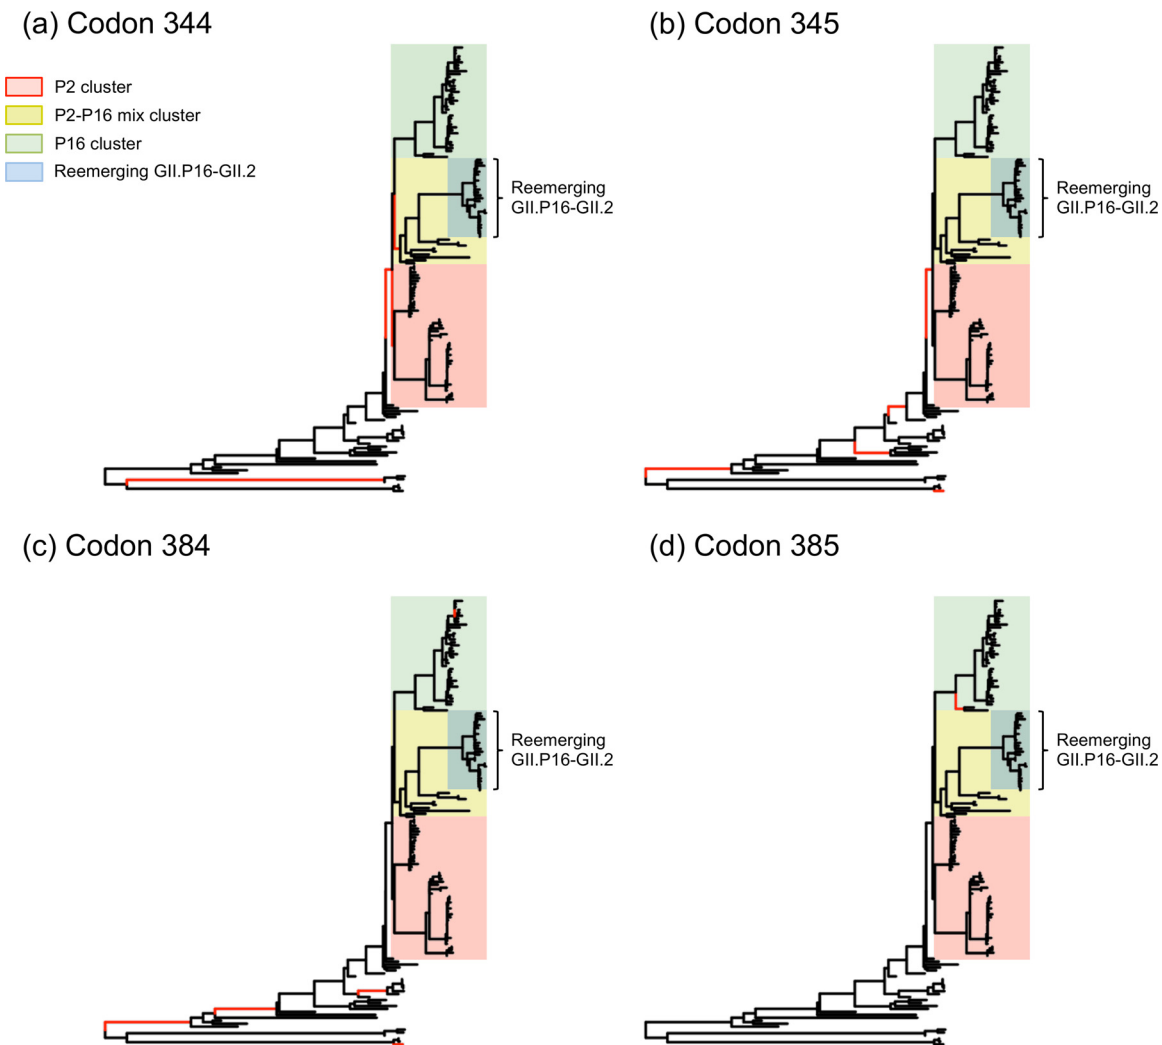 (a) Codon 344
(b) Codon 345
P2 cluster
P2-P16 mix cluster
P16 cluster
Reemerging GII.P16-GII.2
Reemerging
GII.P16-GII.2
Reemerging
GII.P16-GII.2
(c) Codon 384
(d) Codon 385
Reemerging
GII.P16-GII.2
Reemerging
GII.P16-GII.2